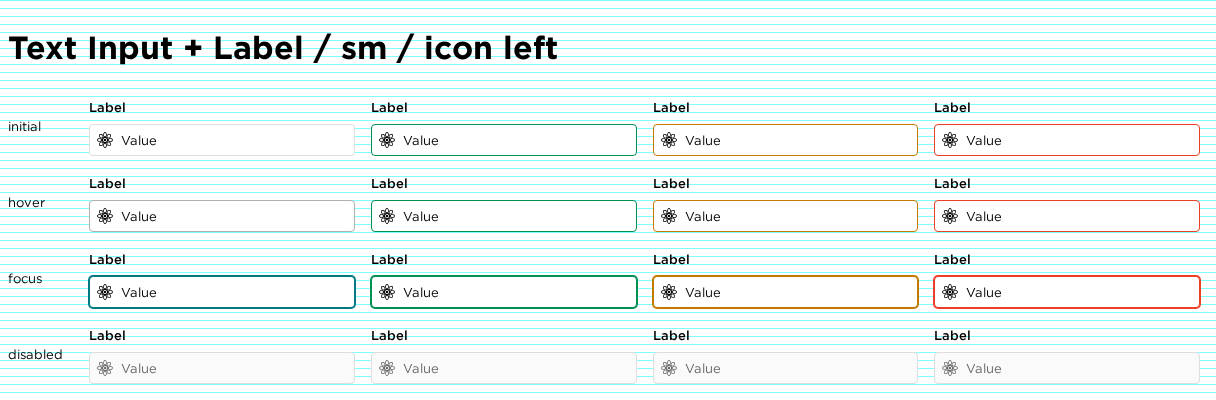 Text Input + Label / sm / icon left
Label Label Label Label
initial
Value Value Value Value
Label Label Label Label
hover
Value Value Value Value
Label Label Label Label
focus
Value Value Value Value
Label Label Label Label
disabled
Value Value Value Value